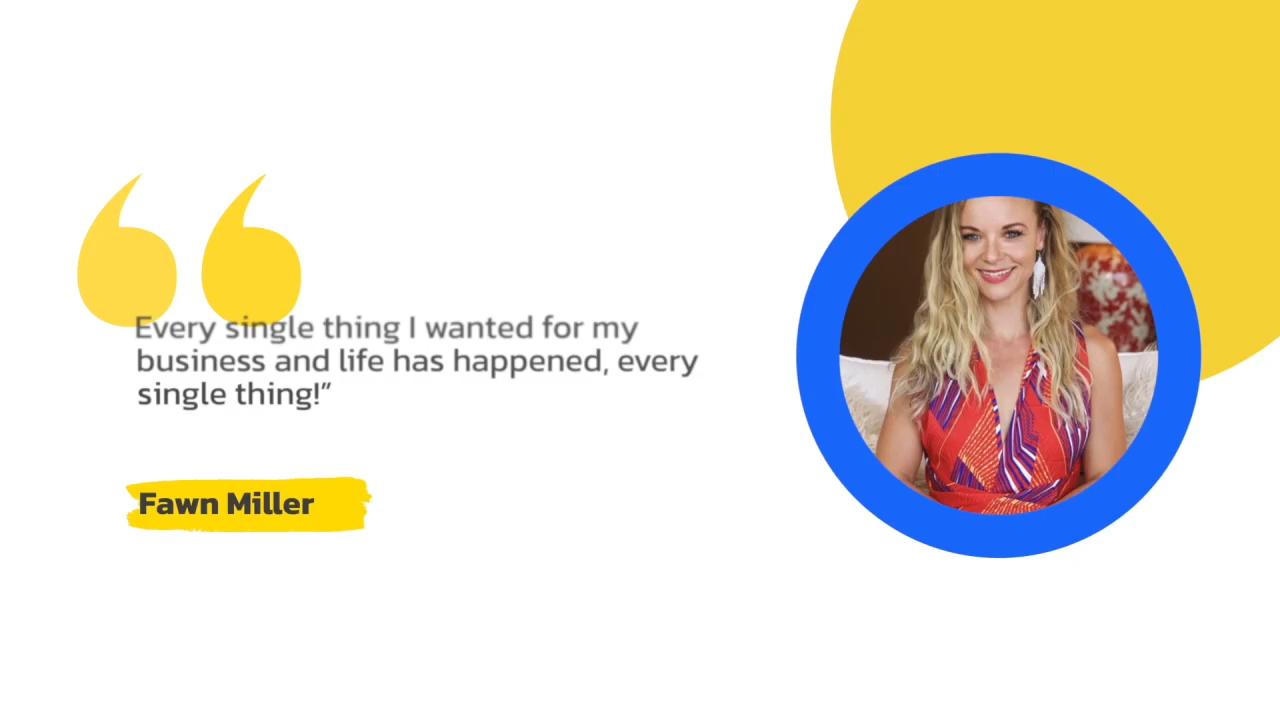 Every single thing I wanted for my
business and life has happened, every
single thing!”
Fawn Miller